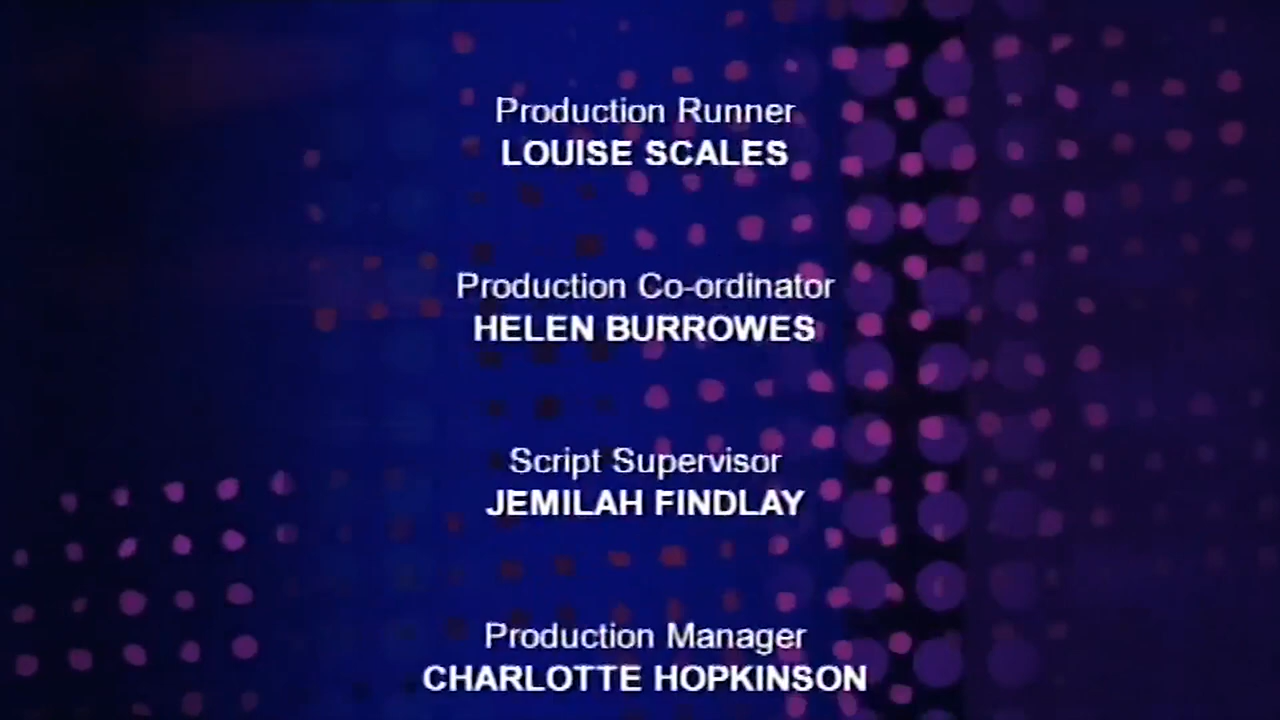 Production Runner
LOUISE SCALES
Production Co-ordinator
HELEN BURROWES
Script Supervisor
JEMILAH FINDLAY
Production Manager
CHARLOTTE HOPKINSON